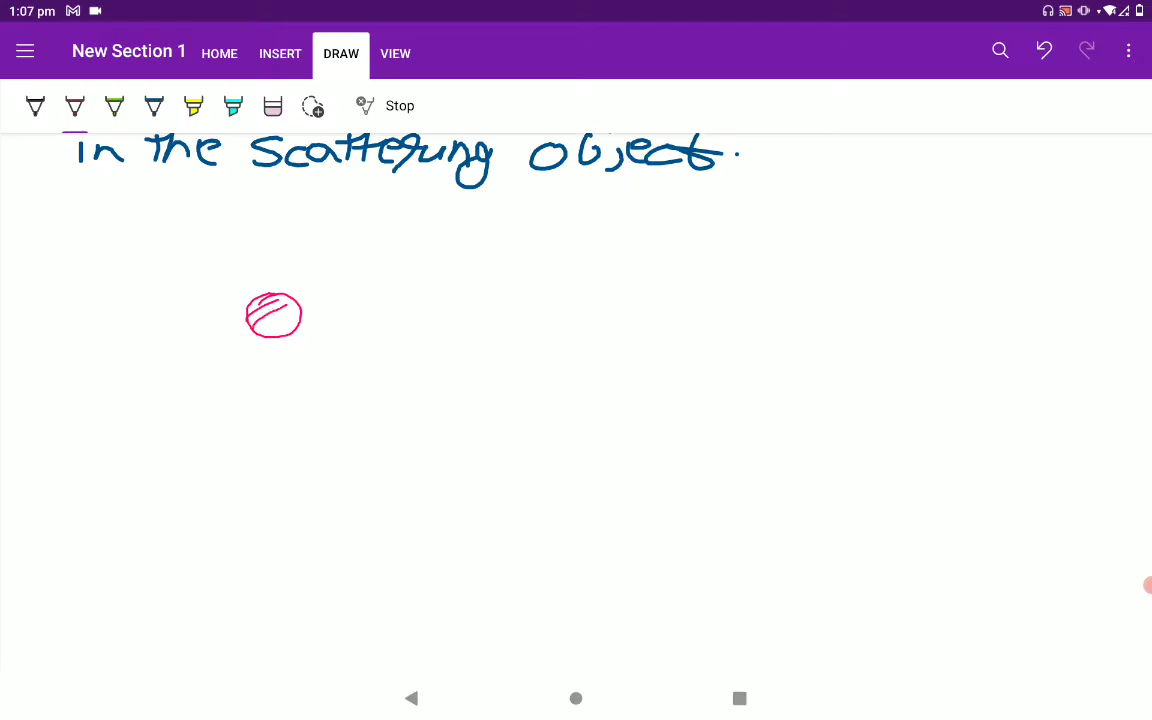 1:07 pm
New Section 1 HOME INSERT DRAW VIEW
Stop
in the scattering object.